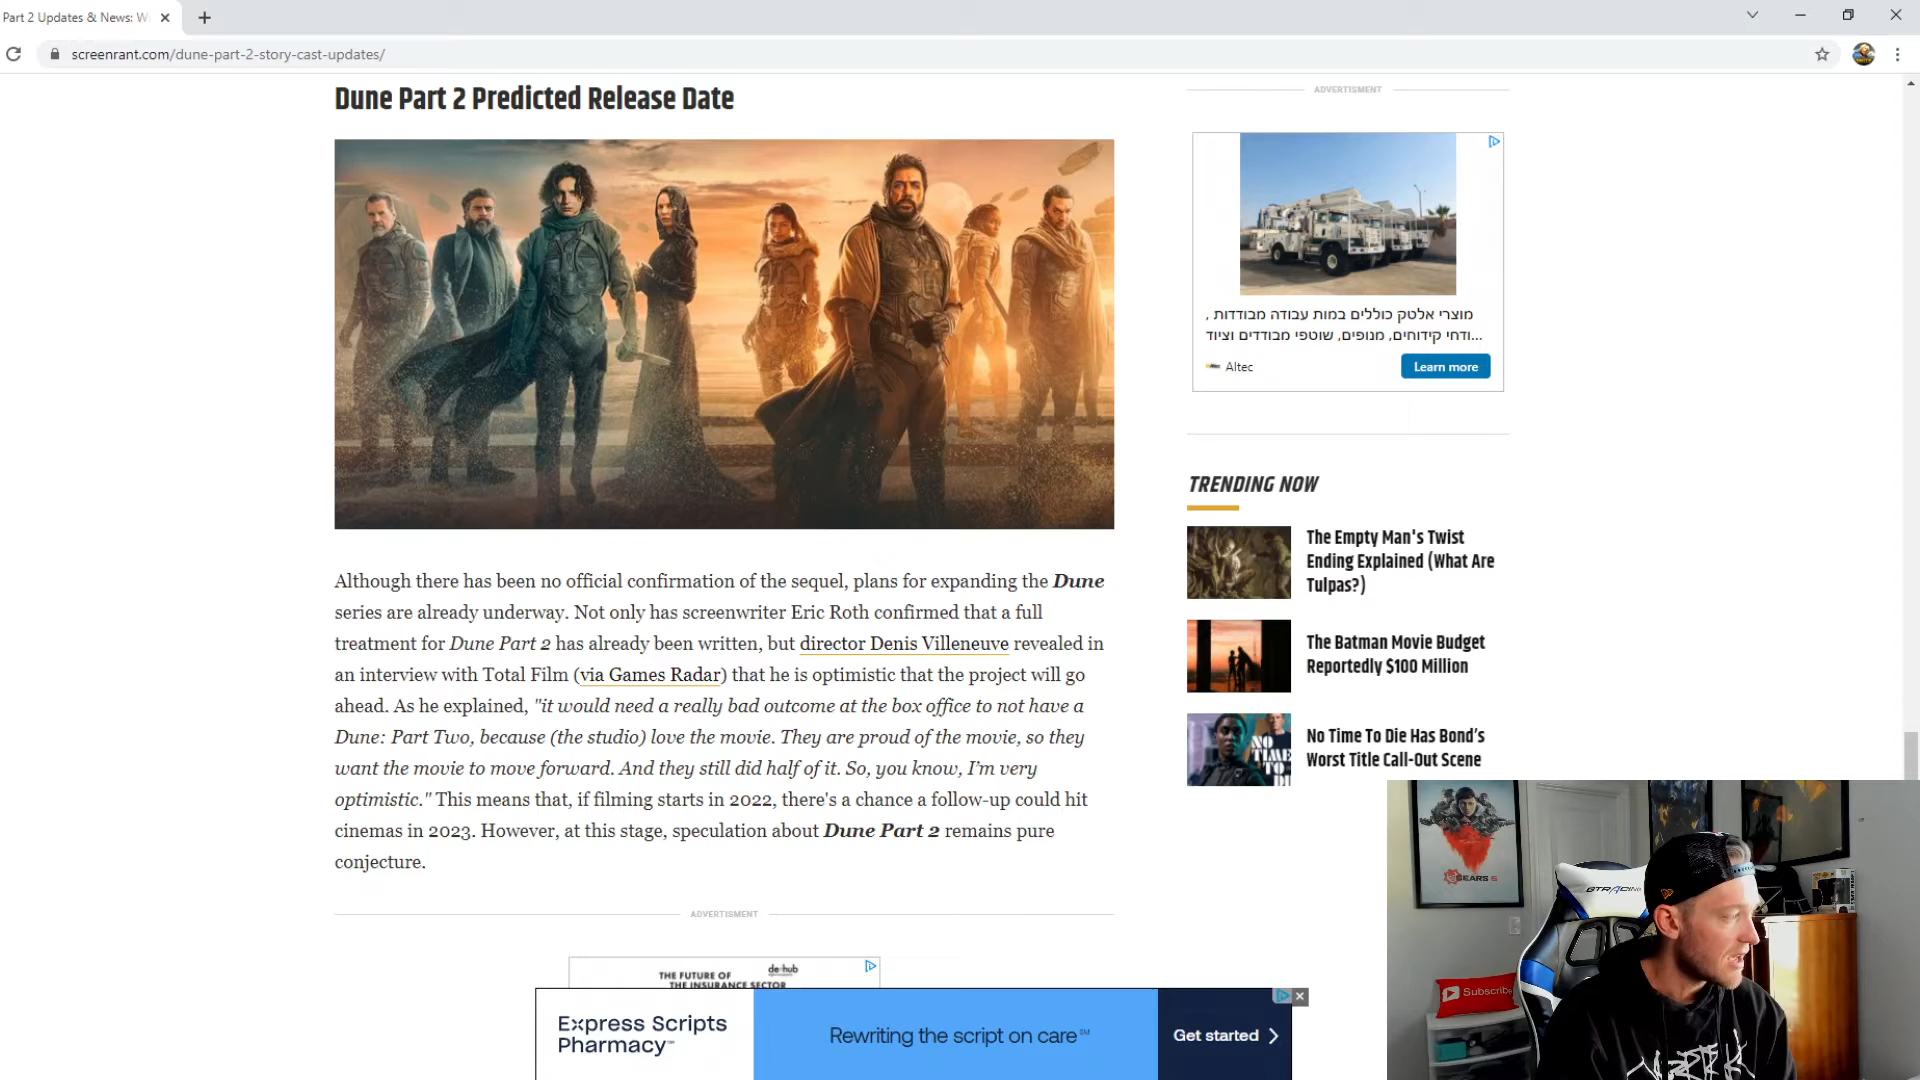 Part 2 Updates & News: W
screenrant.com/dune-part-2-story-cast-updates/
Dune Part 2 Predicted Release Date
Although there has been no official confirmation of the sequel, plans for expanding the Dune
series are already underway. Not only has screenwriter Eric Roth confirmed that a full
treatment for Dune Part 2 has already been written, but director Denis Villeneuve revealed in
an interview with Total Film (via Games Radar) that he is optimistic that the project will go
ahead. As he explained, "it would need a really bad outcome at the box office to not have a
Dune: Part Two, because (the studio) love the movie. They are proud of the movie, so they
want the movie to move forward. And they still did half of it. So, you know, I'm very
optimistic." This means that, if filming starts in 2022, there's a chance a follow-up could hit
cinemas in 2023. However, at this stage, speculation about Dune Part 2 remains pure
conjecture.
ADVERTISMENT
THE FUTURE OF
THE INSURANCE SECTOR
de·hub
Express Scripts
Pharmacy
Rewriting the script on care℠
Get started
ADVERTISMENT
מוצרי אלטק כוללים במות עבודה מבודדות ,
ודחי קידוחים, מנופים, שוטפי מבודדים וציוד...
Altec
Learn more
TRENDING NOW
The Empty Man's Twist
Ending Explained (What Are
Tulpas?)
The Batman Movie Budget
Reportedly $100 Million
NO
TIME
No Time To Die Has Bond's
Worst Title Call-Out Scene
GEARS 5
GTRACING
Subscribe